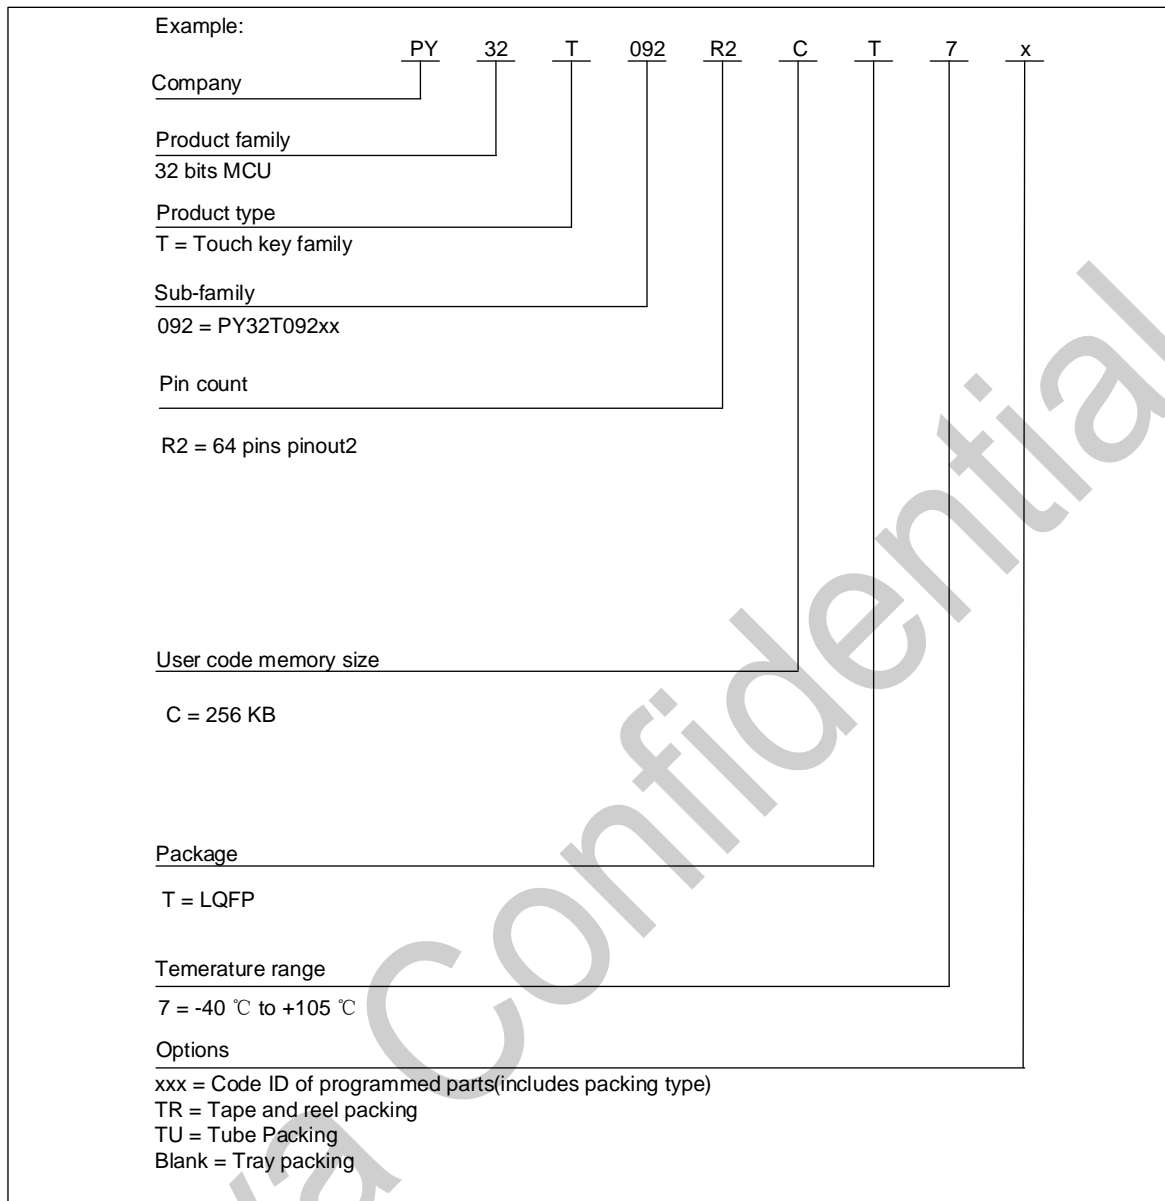 Example:
PY 32 T 092 R2 C T 7 x
Company
Product family
32 bits MCU
Product type
T = Touch key family
Sub-family
092 = PY32T092xx
Pin count
R2 = 64 pins pinout2
User code memory size
C = 256 KB
Package
T = LQFP
Temerature range
7 = -40 ℃ to +105 ℃
Options
xxx = Code ID of programmed parts(includes packing type)
TR = Tape and reel packing
TU = Tube Packing
Blank = Tray packing
Confidential